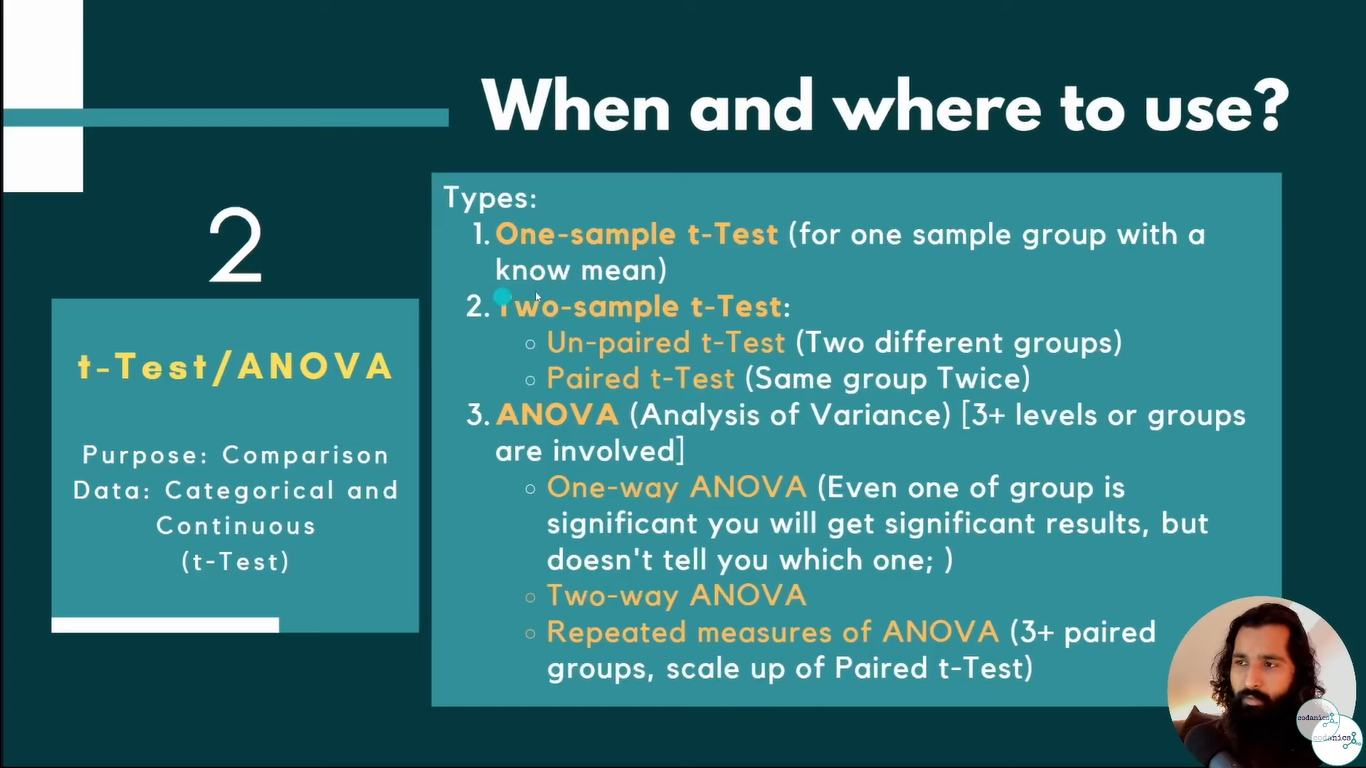 When and where to use?
2
t-Test/ANOVA
Purpose: Comparison
Data: Categorical and
Continuous
(t-Test)
Types:
1. One-sample t-Test (for one sample group with a
know mean)
2. Two-sample t-Test:
○ Un-paired t-Test (Two different groups)
○ Paired t-Test (Same group Twice)
3. ANOVA (Analysis of Variance) [3+ levels or groups
are involved]
○ One-way ANOVA (Even one of group is
significant you will get significant results, but
doesn't tell you which one; )
○ Two-way ANOVA
○ Repeated measures of ANOVA (3+ paired
groups, scale up of Paired t-Test)
codanics
codanics